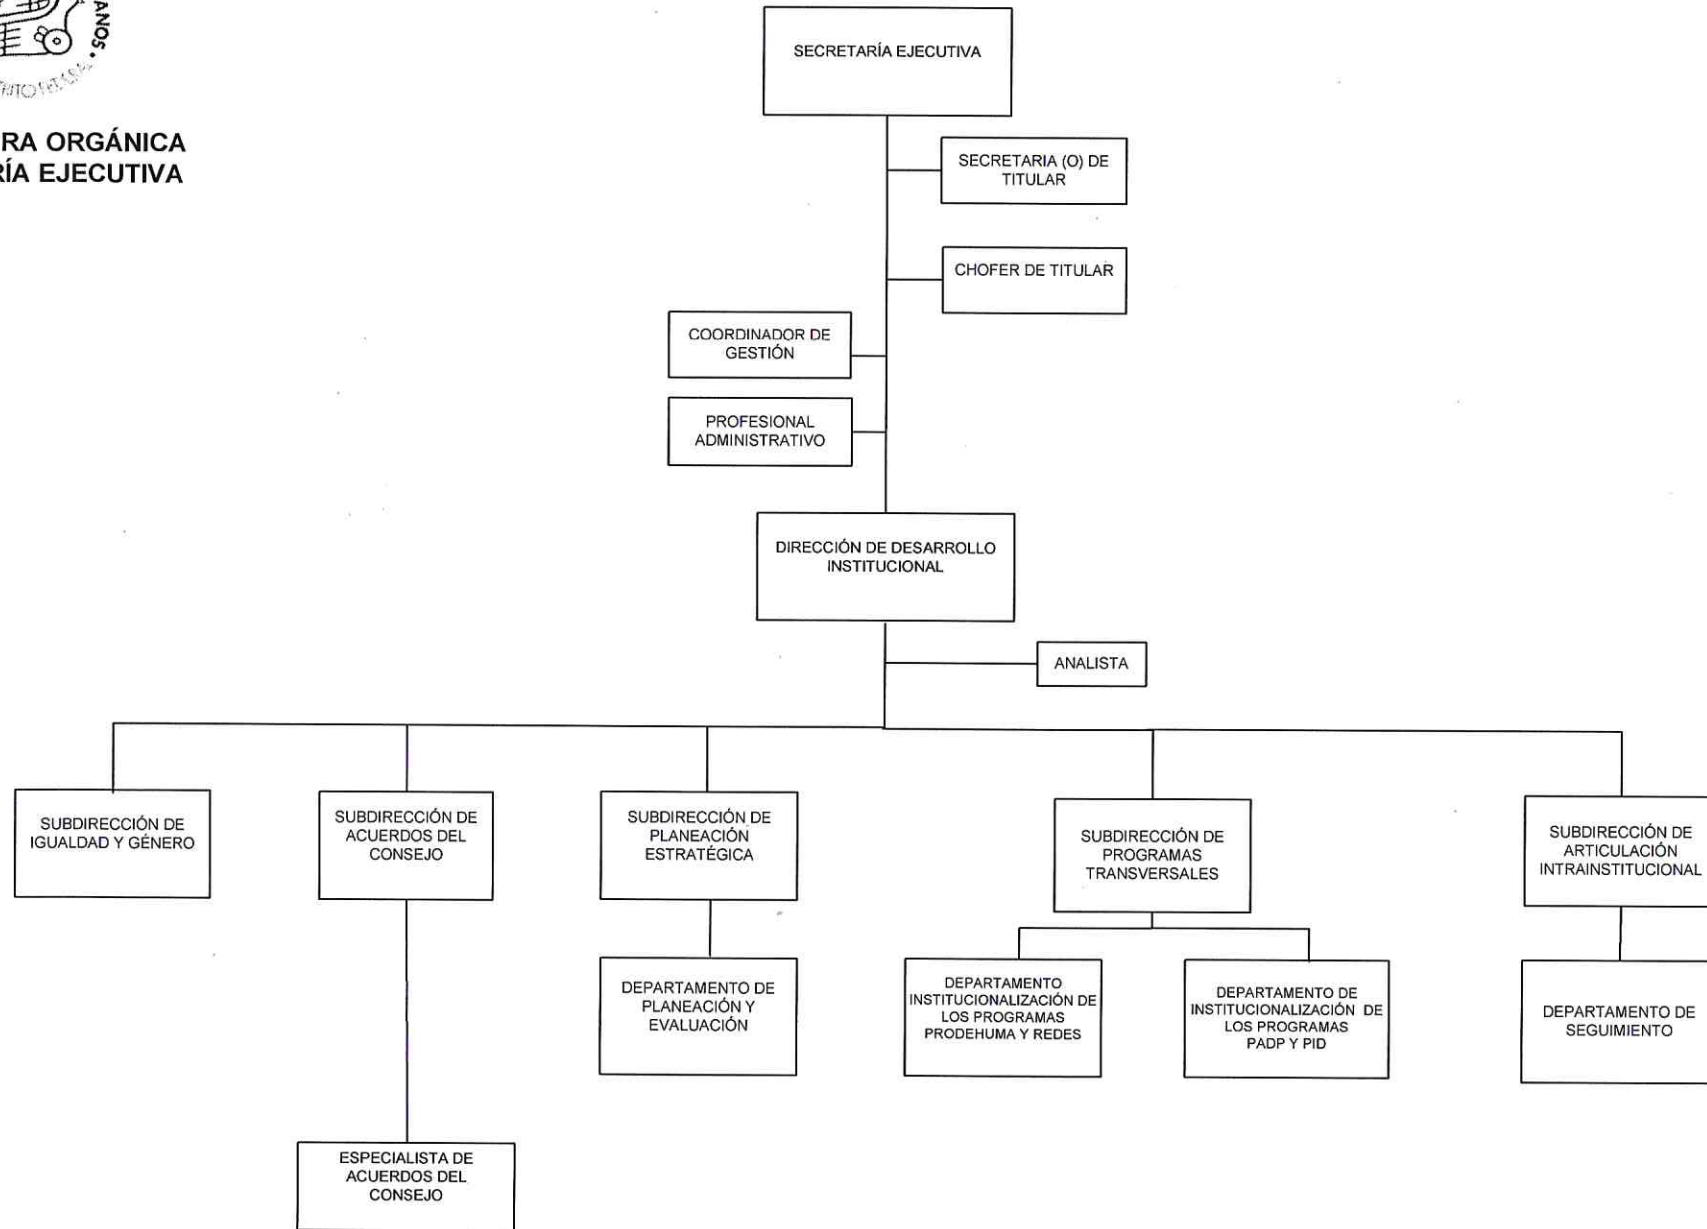 ANOS.
RA ORGÁNICA
RÍA EJECUTIVA
SECRETARÍA EJECUTIVA
SECRETARIA (O) DE
TITULAR
CHOFER DE TITULAR
COORDINADOR DE
GESTIÓN
PROFESIONAL
ADMINISTRATIVO
DIRECCIÓN DE DESARROLLO
INSTITUCIONAL
ANALISTA
SUBDIRECCIÓN DE
IGUALDAD Y GÉNERO
SUBDIRECCIÓN DE
ACUERDOS DEL
CONSEJO
SUBDIRECCIÓN DE
PLANEACIÓN
ESTRATÉGICA
SUBDIRECCIÓN DE
PROGRAMAS
TRANSVERSALES
SUBDIRECCIÓN DE
ARTICULACIÓN
INTRAINSTITUCIONAL
DEPARTAMENTO DE
PLANEACIÓN Y
EVALUACIÓN
DEPARTAMENTO
INSTITUCIONALIZACIÓN DE
LOS PROGRAMAS
PRODEHUMA Y REDES
DEPARTAMENTO DE
INSTITUCIONALIZACIÓN DE
LOS PROGRAMAS
PADP Y PID
DEPARTAMENTO DE
SEGUIMIENTO
ESPECIALISTA DE
ACUERDOS DEL
CONSEJO